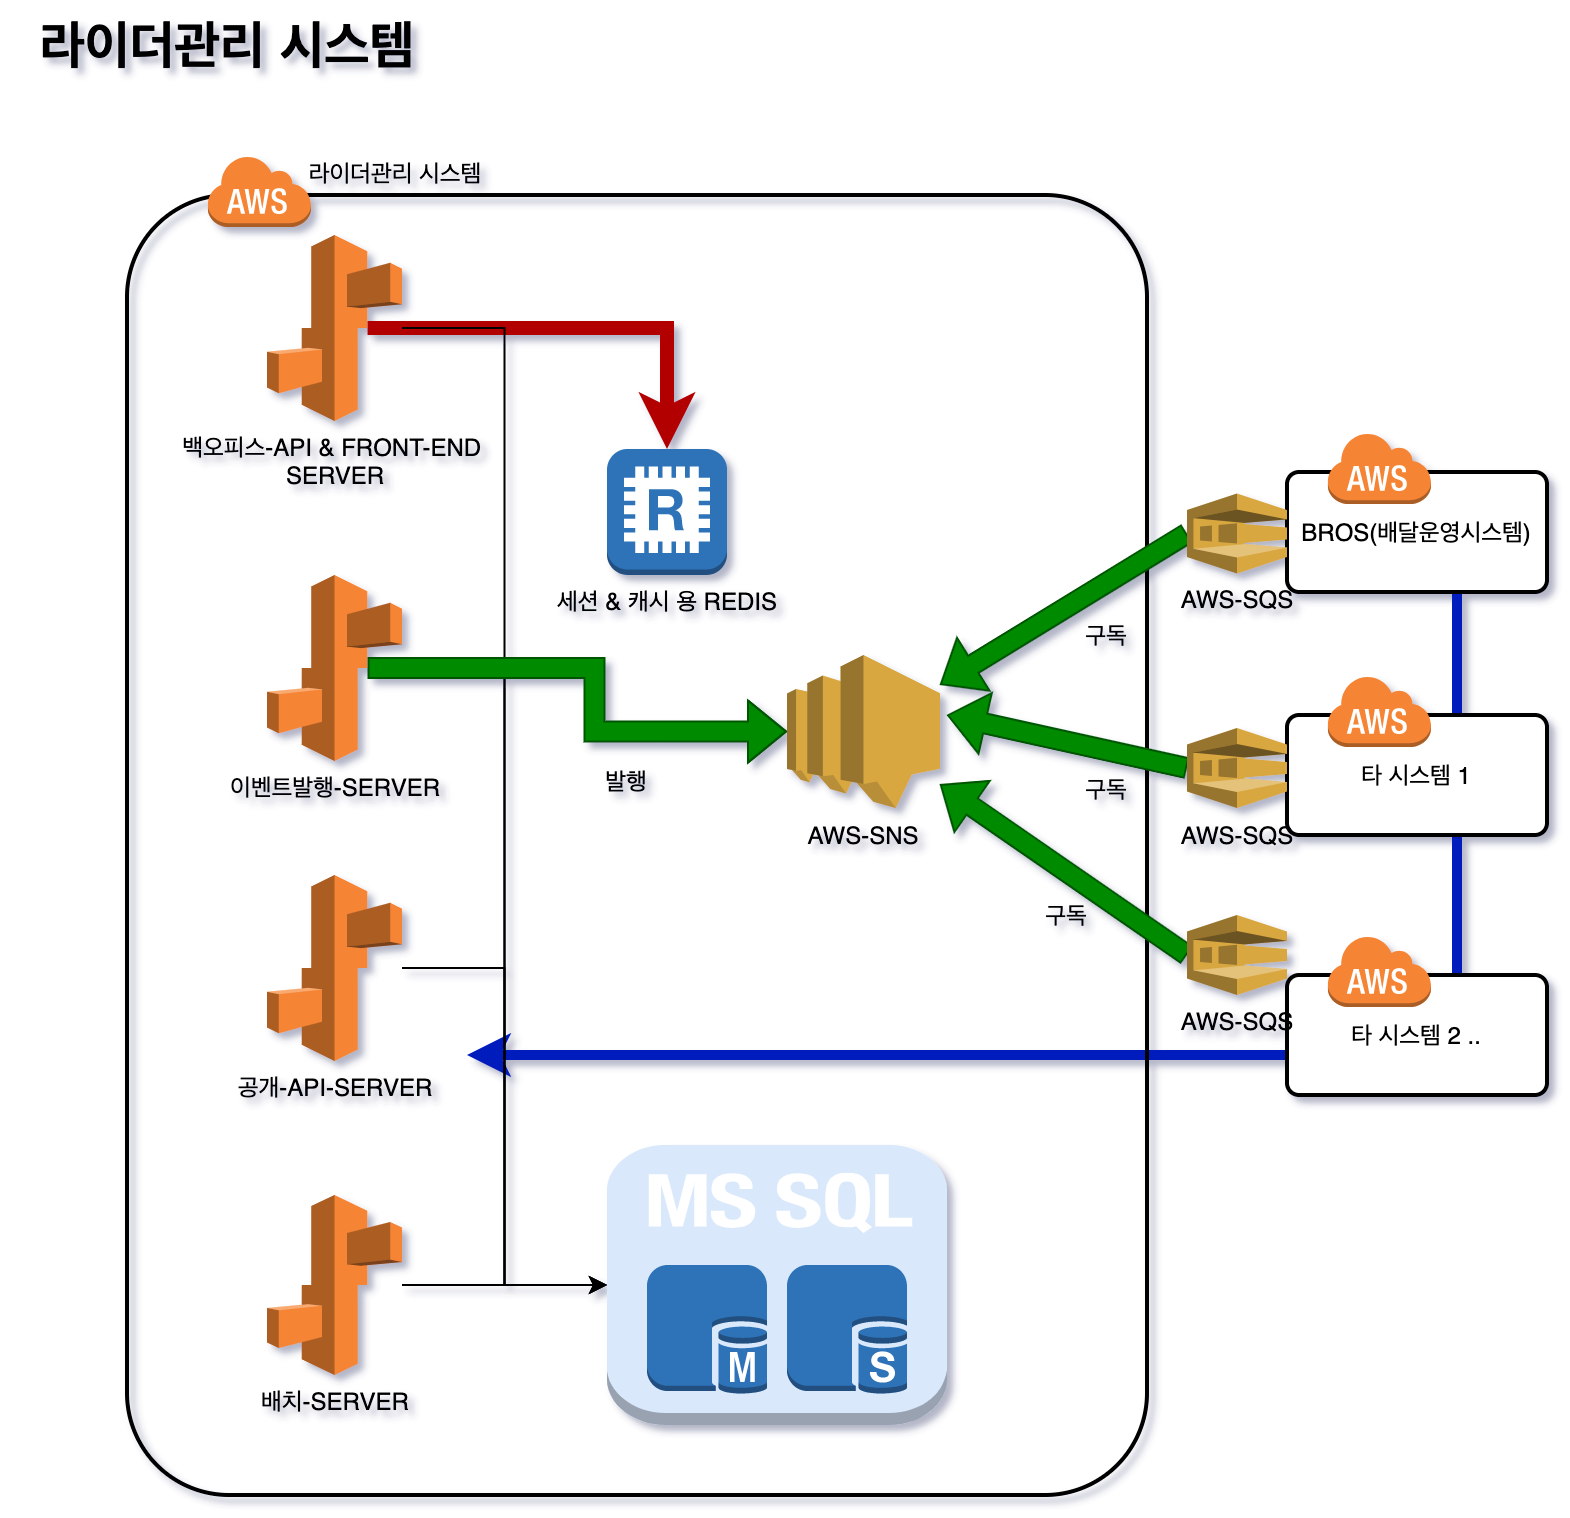 라이더관리 시스템
AWS
라이더관리 시스템
백오피스-API & FRONT-END
SERVER
R
세션 & 캐시 용 REDIS
AWS
BROS(배달운영시스템)
AWS-SQS
구독
이벤트발행-SERVER
발행
AWS-SNS
구독
AWS
타 시스템 1
AWS-SQS
구독
AWS
타 시스템 2 ..
AWS-SQS
공개-API-SERVER
MS SQL
M
S
배치-SERVER